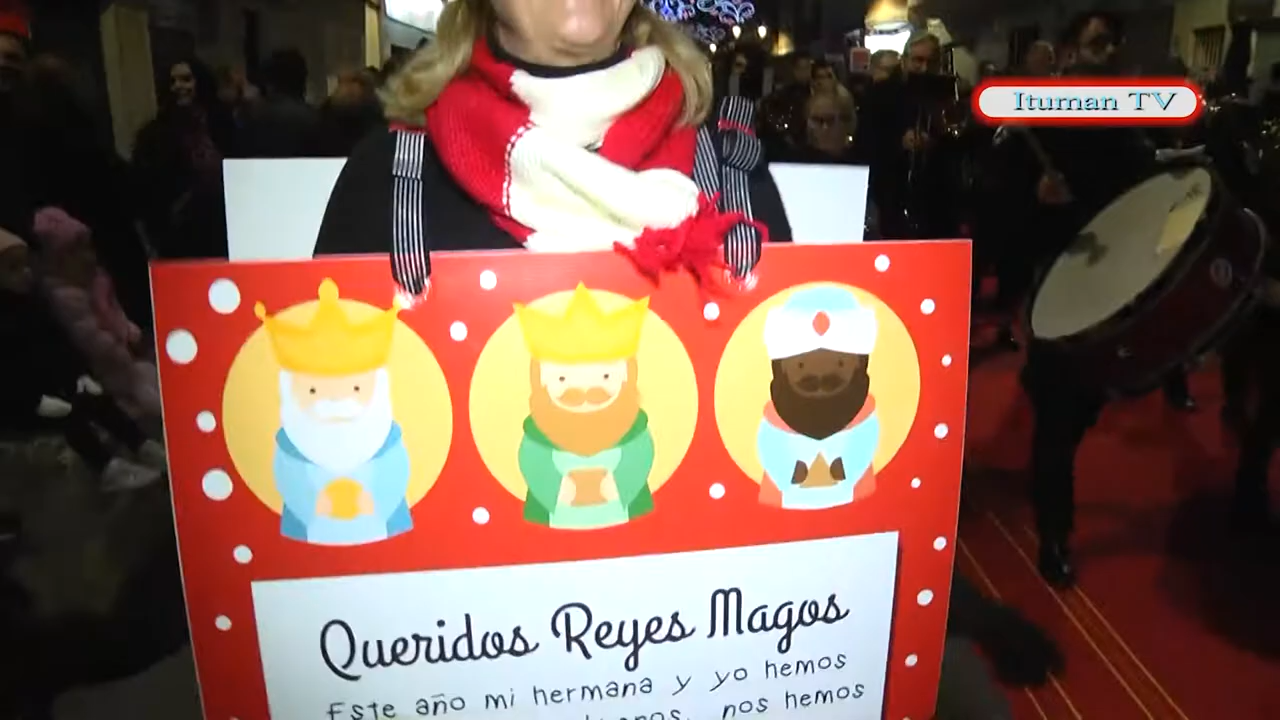 Ituman TV
Queridos Reyes Magos
Este año mi hermana y yo hemos
nos hemos